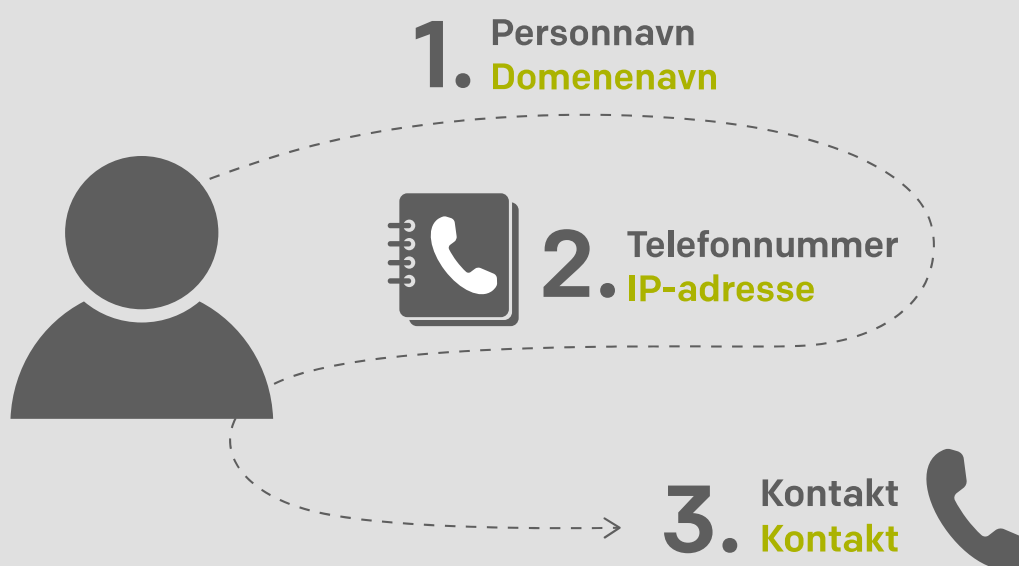 1. Personnavn
Domenenavn
2. Telefonnummer
IP-adresse
3. Kontakt
Kontakt